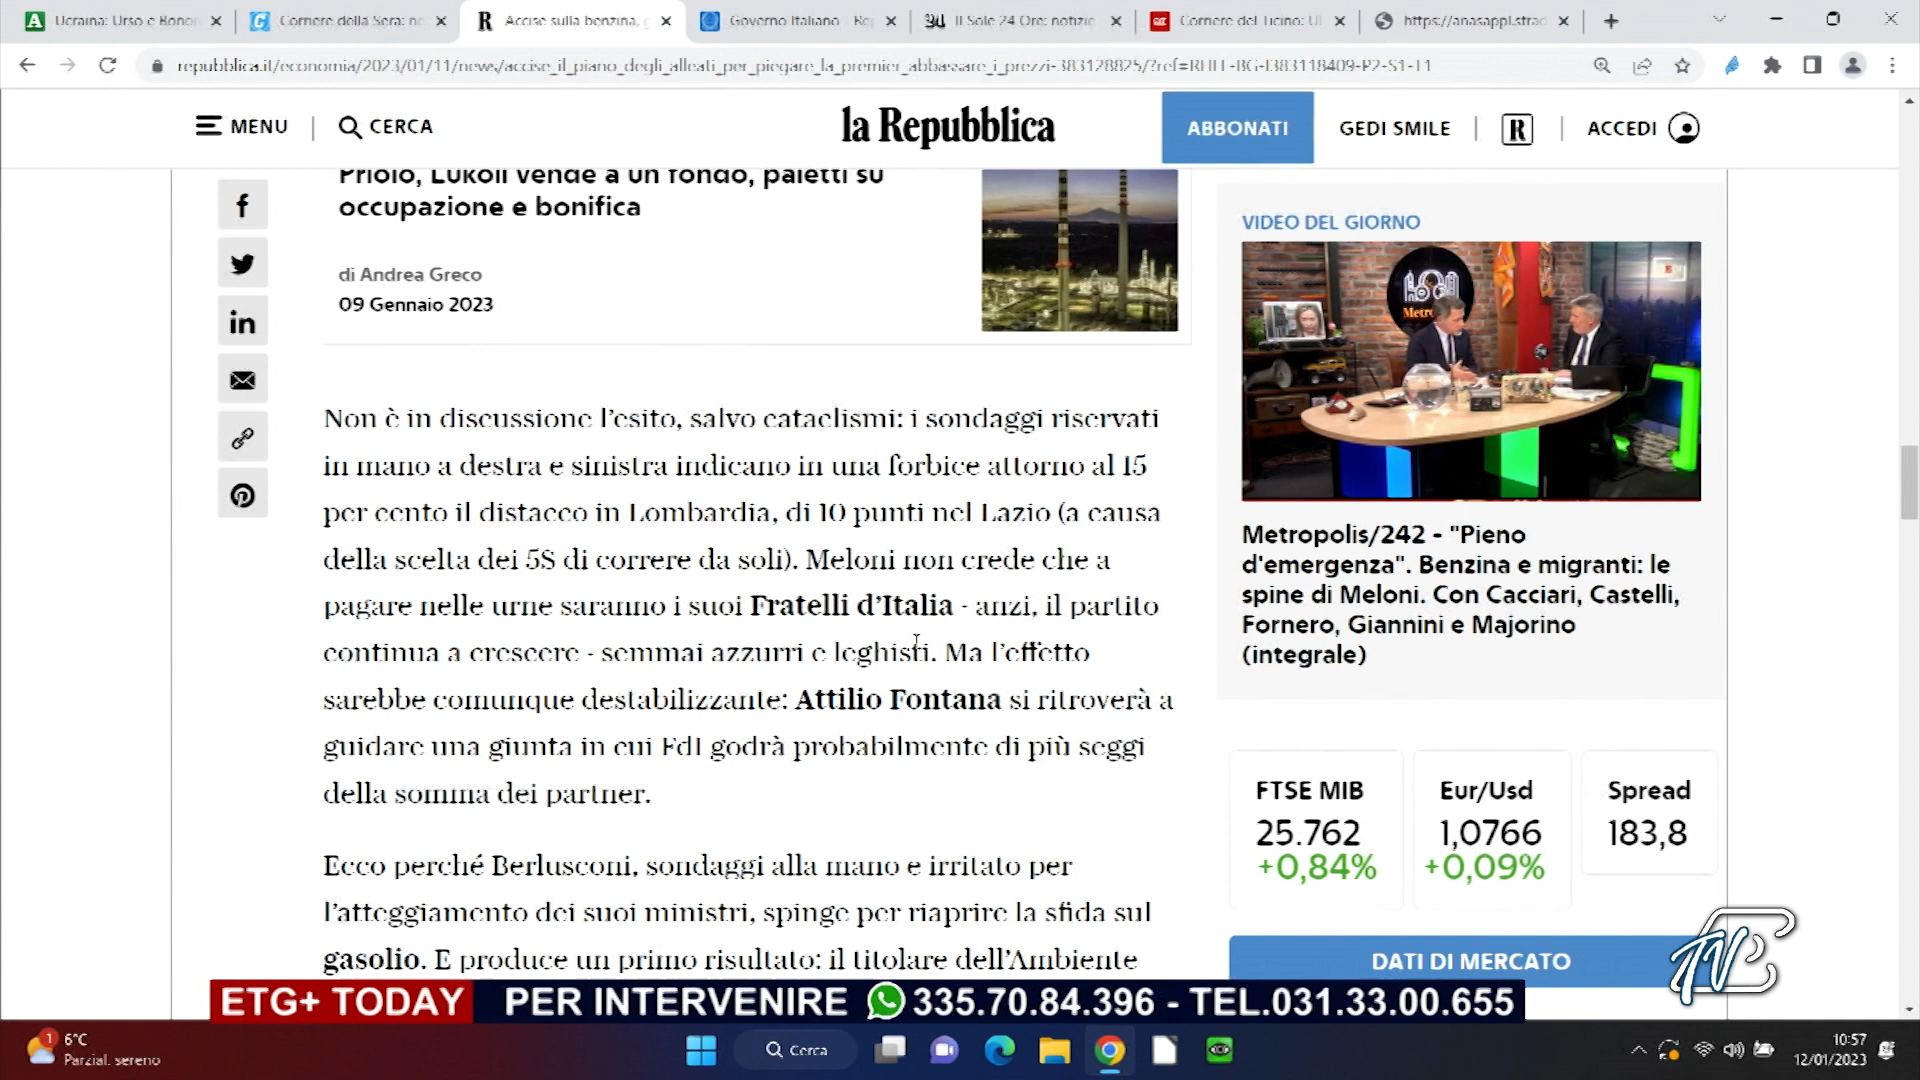 Ucraina: Urso e Bono
Corriere della Sera: no
Accise sulla benzina, g
Governo Italiano - Rep
Il Sole 24 Ore: notizie
Corriere del Ticino: Ul
https://anasappl.strad
repubblica.it/economia/2023/01/11/news/accise_il_piano_degli_alleati_per_piegare_la_premier_abbassare_i_prezzi-383128825/?ref=RHLF-BG-I383118409-P2-S1-T1
MENU
CERCA
la Repubblica
ABBONATI
GEDI SMILE
R
ACCEDI
Priolo, Lukoil vende a un fondo, paletti su
occupazione e bonifica
di Andrea Greco
09 Gennaio 2023
Non è in discussione l'esito, salvo cataclismi: i sondaggi riservati
in mano a destra e sinistra indicano in una forbice attorno al 15
per cento il distacco in Lombardia, di 10 punti nel Lazio (a causa
della scelta dei 5S di correre da soli). Meloni non crede che a
pagare nelle urne saranno i suoi Fratelli d'Italia - anzi, il partito
continua a crescere - semmai azzurri e leghisti. Ma l'effetto
sarebbe comunque destabilizzante: Attilio Fontana si ritroverà a
guidare una giunta in cui FdI godrà probabilmente di più seggi
della somma dei partner.
Ecco perché Berlusconi, sondaggi alla mano e irritato per
l'atteggiamento dei suoi ministri, spinge per riaprire la sfida sul
gasolio. E produce un primo risultato: il titolare dell'Ambiente
VIDEO DEL GIORNO
Metropolis/242 - "Pieno
d'emergenza". Benzina e migranti: le
spine di Meloni. Con Cacciari, Castelli,
Fornero, Giannini e Majorino
(integrale)
FTSE MIB
25.762
+0,84%
Eur/Usd
1,0766
+0,09%
Spread
183,8
DATI DI MERCATO
ETG+ TODAY
PER INTERVENIRE 335.70.84.396 - TEL.031.33.00.655
1
6°C
Parzial. sereno
Cerca
10:57
12/01/2023